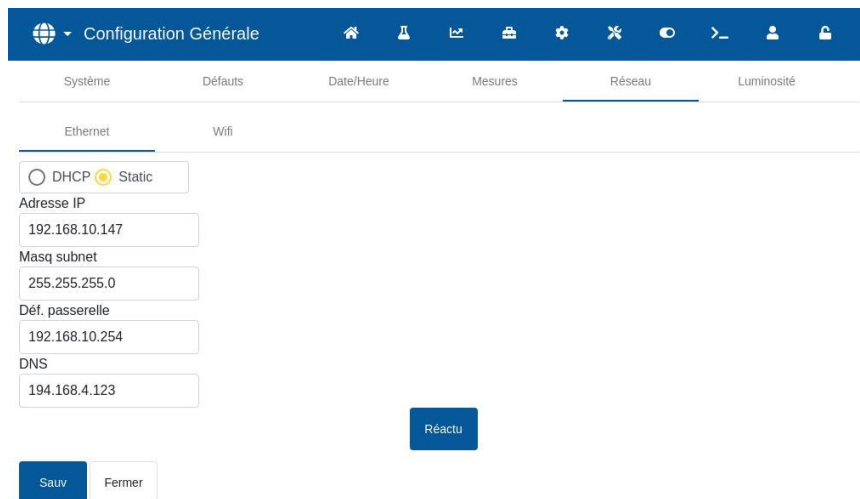 Configuration Générale
Système Défauts Date/Heure Mesures Réseau Luminosité
Ethernet Wifi
DHCP Static
Adresse IP
192.168.10.147
Masq subnet
255.255.255.0
Déf. passerelle
192.168.10.254
DNS
194.168.4.123
Réactu
Sauv Fermer